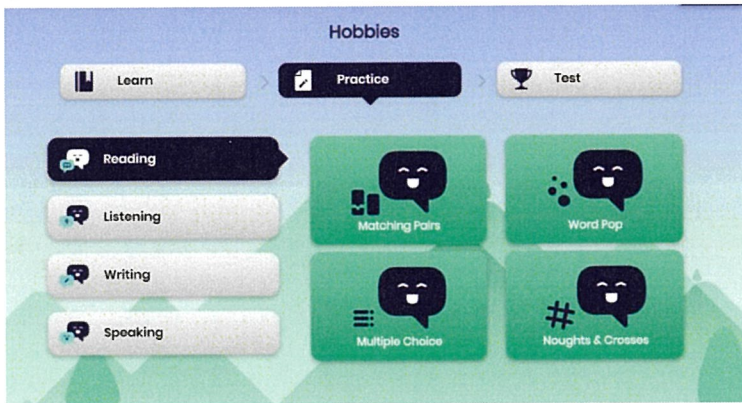 Hobbies
Learn
Practice
Test
Reading
Listening
Writing
Speaking
Matching Pairs
Word Pop
Multiple Choice
Noughts & Crosses